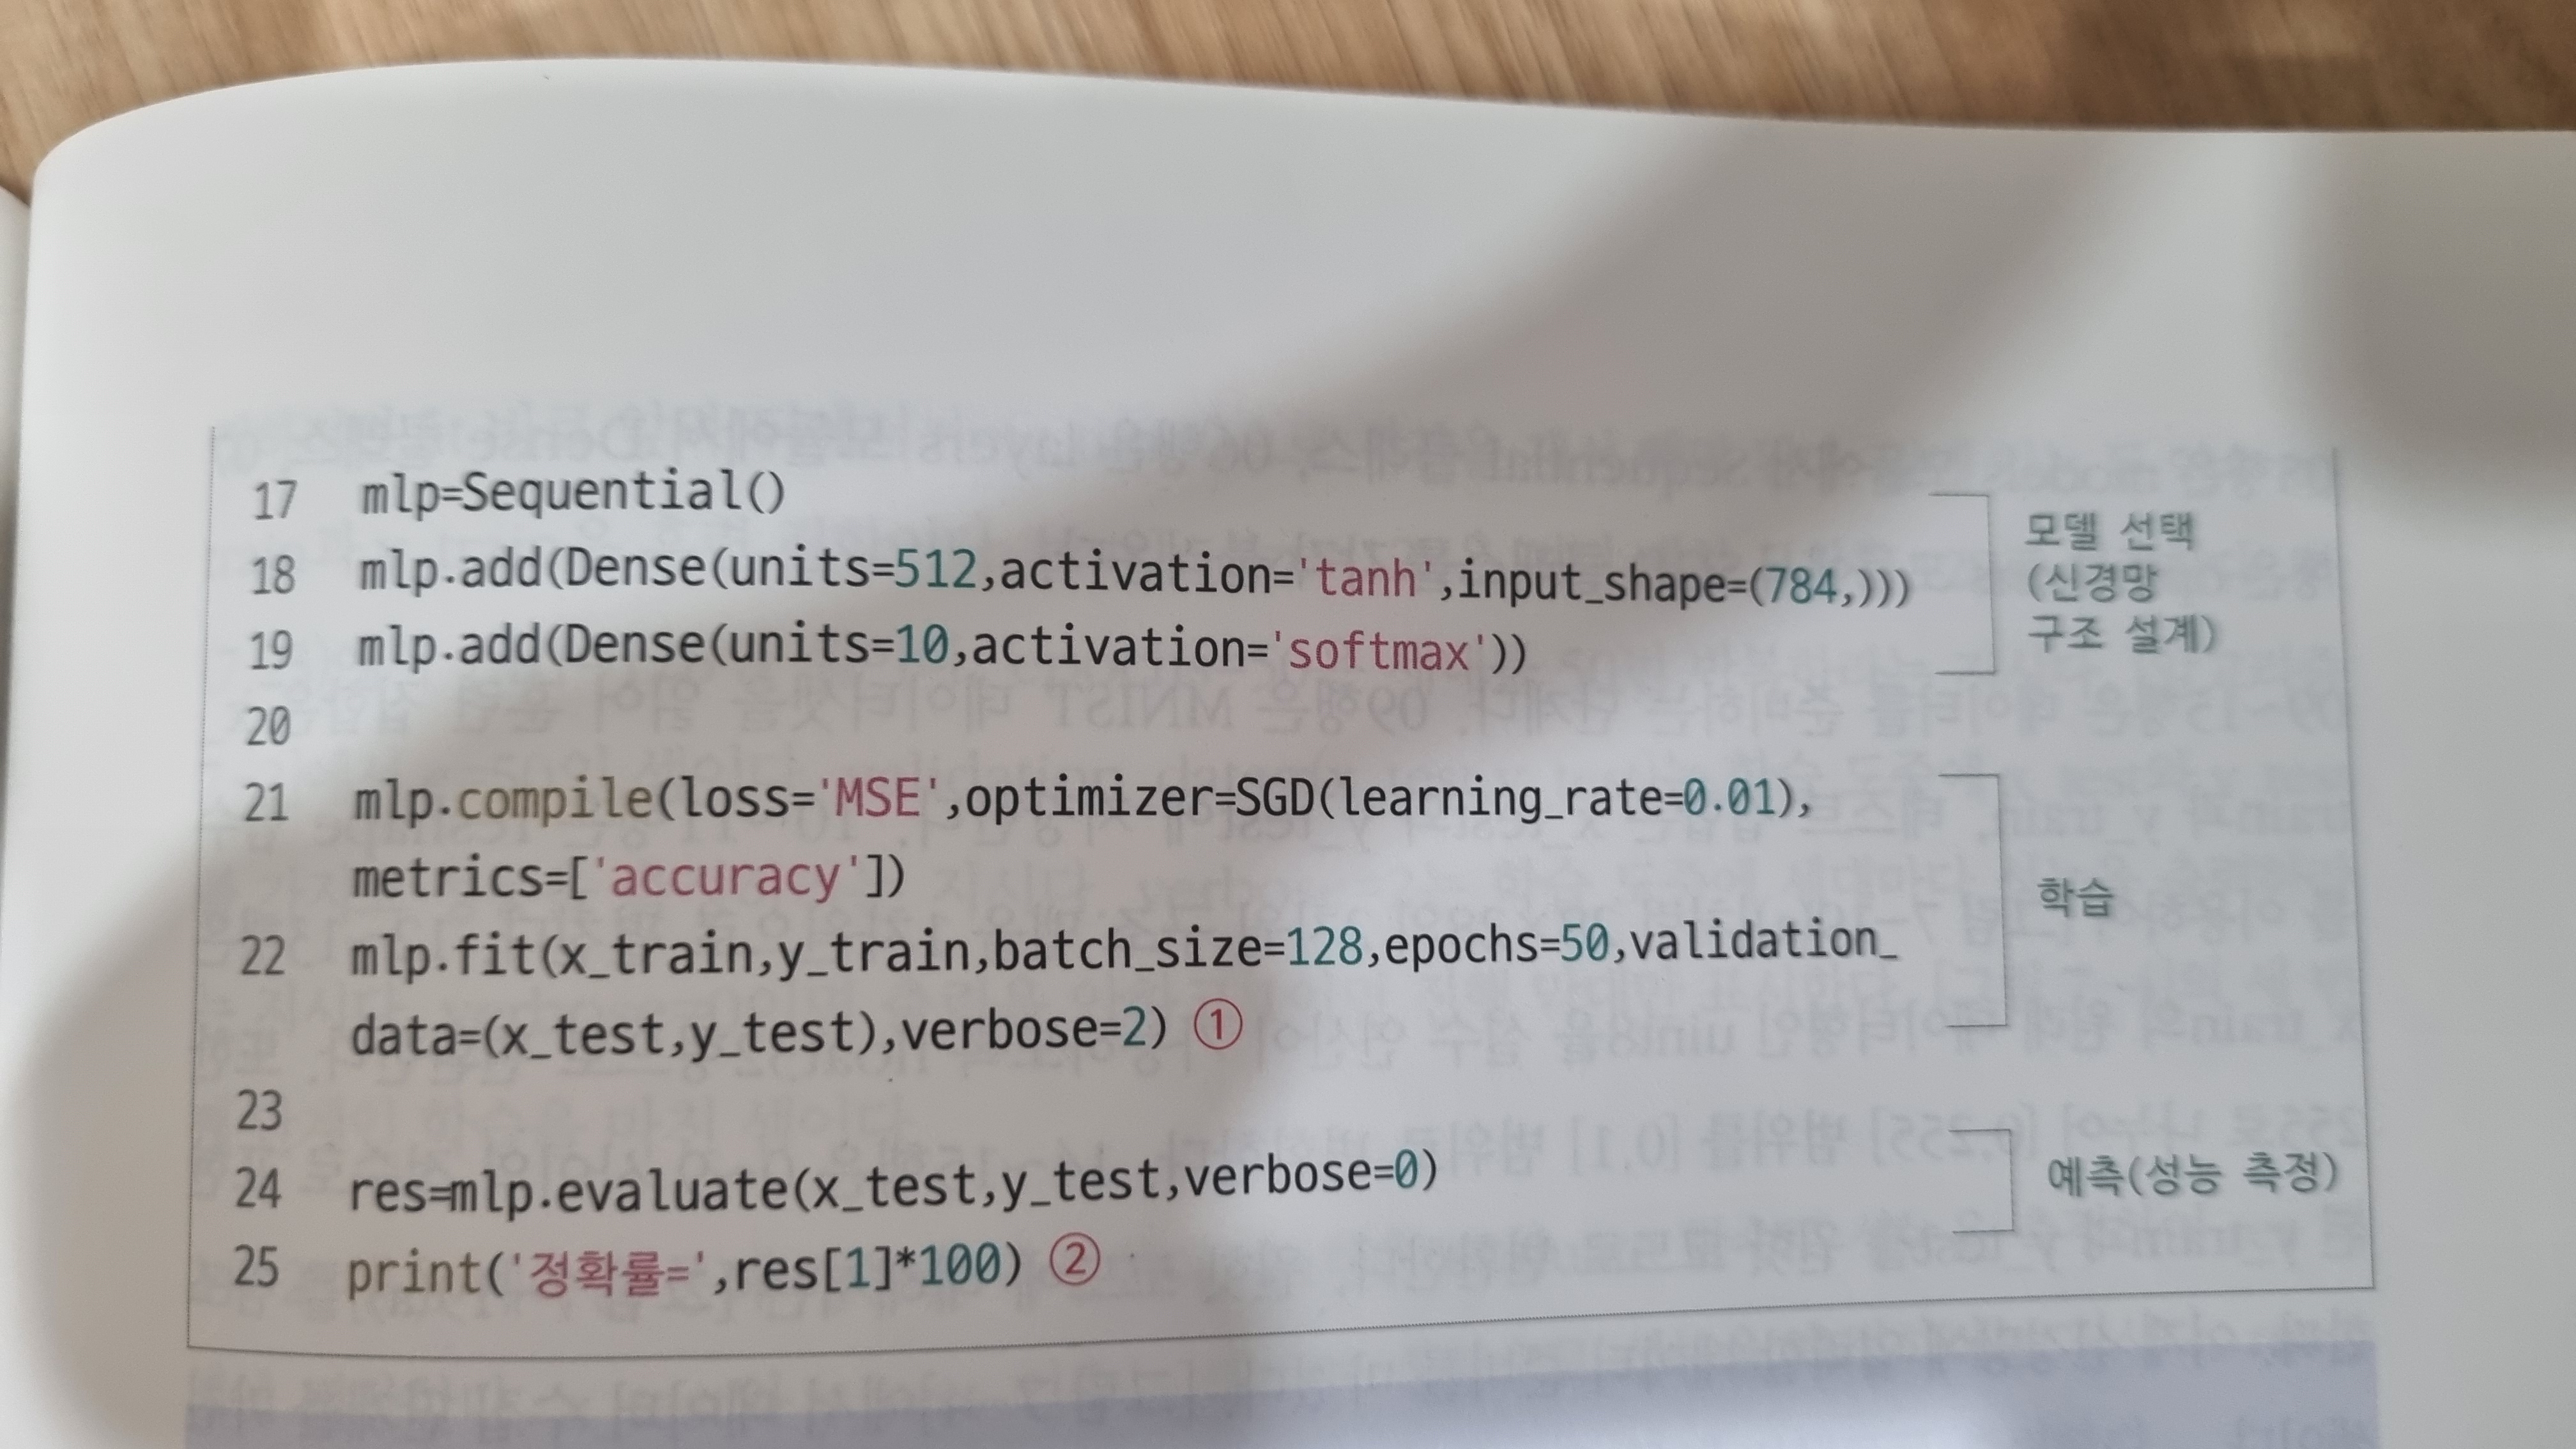 17 mlp=Sequential()
18 mlp.add(Dense(units=512,activation='tanh',input_shape=(784,)))
19 mlp.add(Dense(units=10,activation='softmax'))
모델 선택
(신경망
구조 설계)
20
21 mlp.compile(loss='MSE',optimizer=SGD(learning_rate=0.01),
metrics=['accuracy'])
22 mlp.fit(x_train,y_train,batch_size=128,epochs=50,validation_
data=(x_test,y_test),verbose=2) ①
학습
23
24 res=mlp.evaluate(x_test,y_test,verbose=0)
25 print('정확률=',res[1]*100) ②
예측(성능 측정)